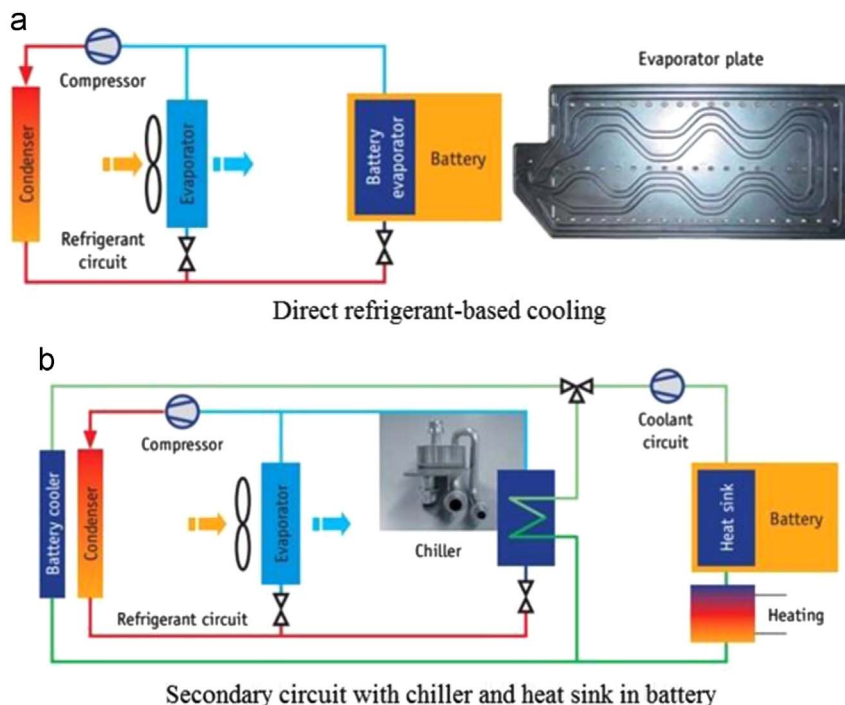 a
Compressor
Evaporator plate
Condenser
Evaporator
Battery
evaporator
Battery
Refrigerant
circuit
Direct refrigerant-based cooling
b
Compressor
Coolant
circuit
Battery cooler
Condenser
Evaporator
Chiller
Heat sink
Battery
Refrigerant circuit
Heating
Secondary circuit with chiller and heat sink in battery